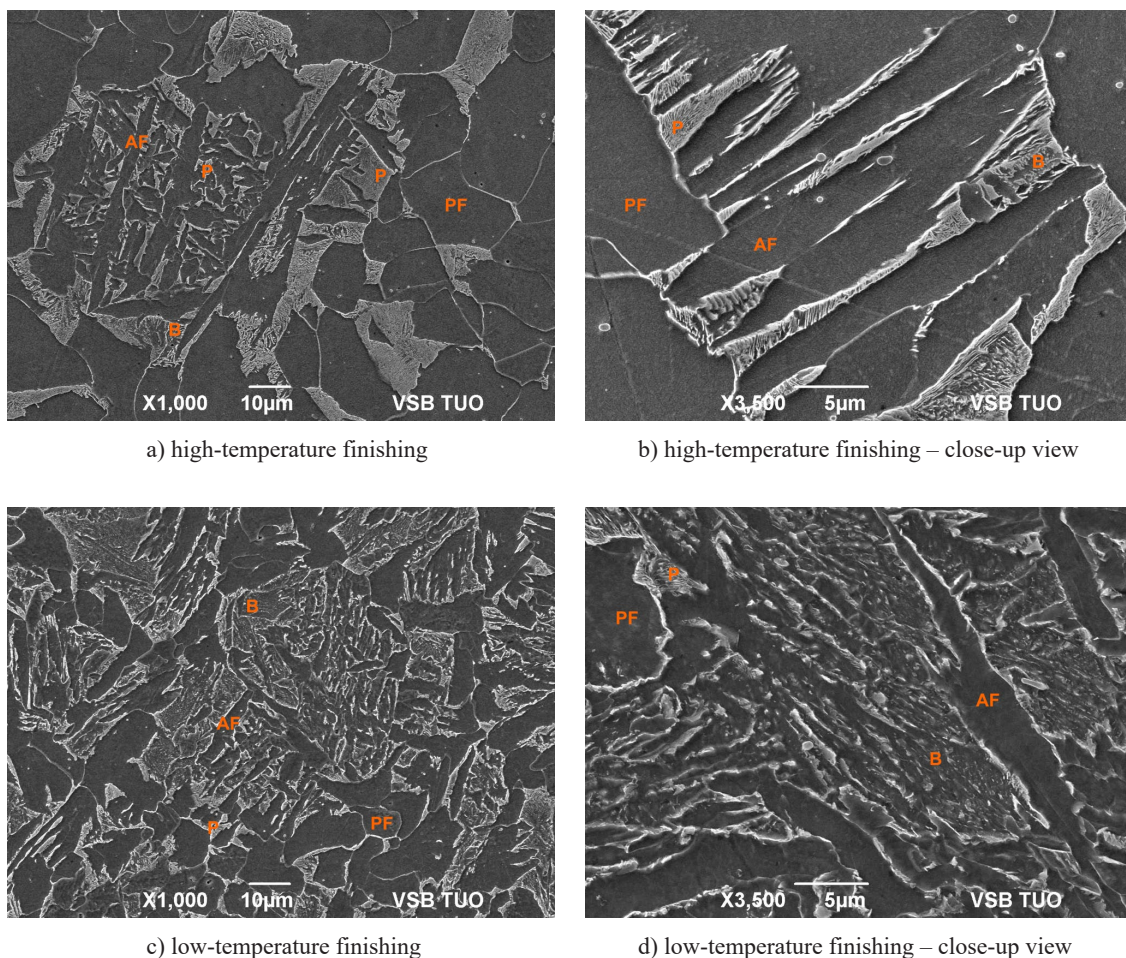 AF
P
P
PF
B
X1,000 10µm VSB TUO
a) high-temperature finishing
P
B
PF
AF
X3,500 5µm VSB TUO
b) high-temperature finishing – close-up view
B
AF
P
PF
X1,000 10µm VSB TUO
c) low-temperature finishing
P
PF
AF
B
X3,500 5µm VSB TUO
d) low-temperature finishing – close-up view